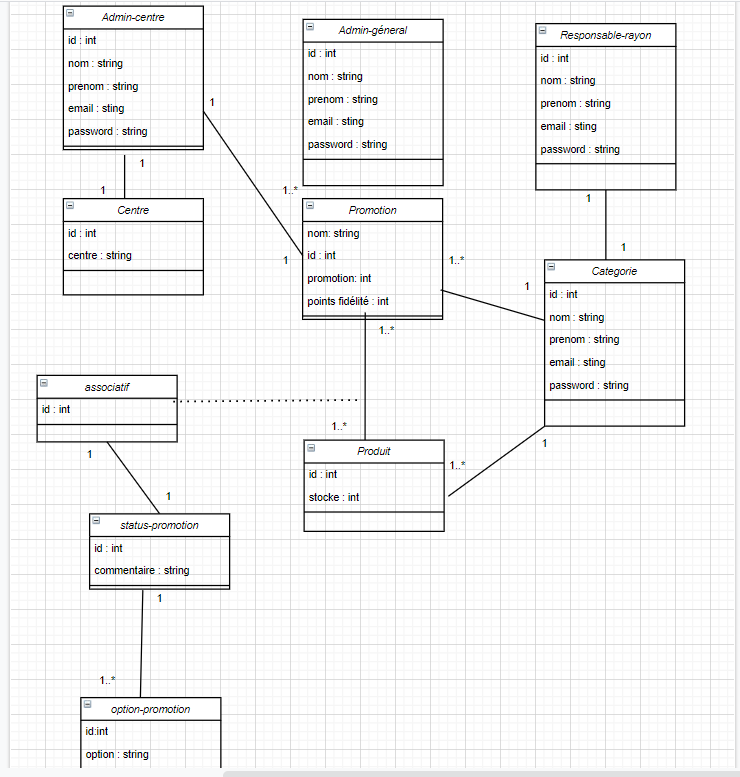 Admin-centre
id : int
nom : string
prenom : string
email : sting
password : string
1
1
1
Centre
id : int
centre : string
Admin-géneral
id : int
nom : string
prenom : string
email : sting
password : string
1..*
1
Promotion
nom: string
id : int
promotion: int
points fidélité : int
1..*
1..*
Responsable-rayon
id : int
nom : string
prenom : string
email : sting
password : string
1
1
1
Categorie
id : int
nom : string
prenom : string
email : sting
password : string
1
associatif
id : int
1
1..*
1..*
Produit
id : int
stocke : int
1
status-promotion
id : int
commentaire : string
1
1..*
option-promotion
id:int
option : string